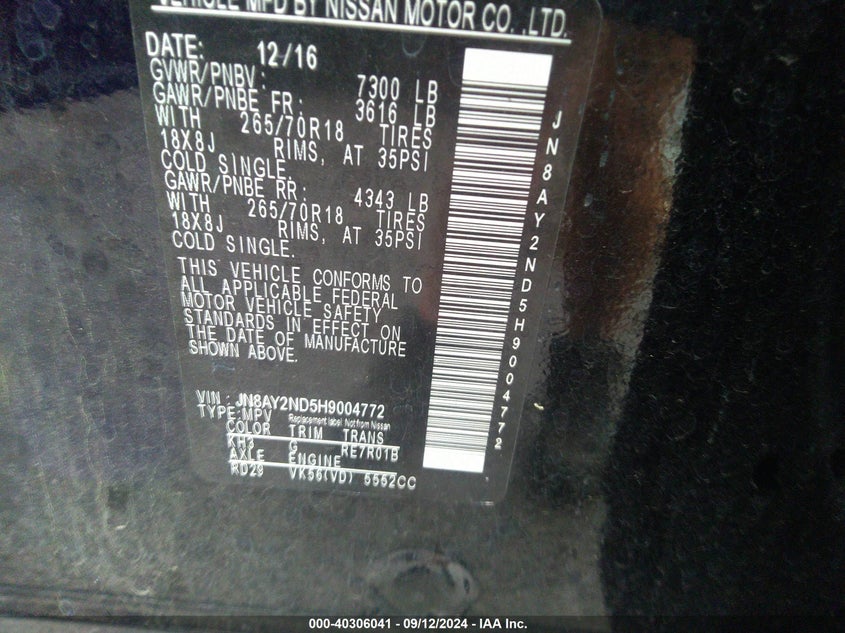 VEHICLE MFD BY NISSAN MOTOR CO. ,LTD.
DATE: 12/16
GVWR/PNBV: 7300 LB
GAWR/PNBE FR: 3616 LB
WITH 265/70R18 TIRES
18X8J RIMS, AT 35PSI
COLD SINGLE.
GAWR/PNBE RR: 4343 LB
WITH 265/70R18 TIRES
18X8J RIMS, AT 35PSI
COLD SINGLE.
THIS VEHICLE CONFORMS TO
ALL APPLICABLE FEDERAL
MOTOR VEHICLE SAFETY
STANDARDS IN EFFECT ON
THE DATE OF MANUFACTURE
SHOWN ABOVE.
VIN: JN8AY2ND5H9004772
TYPE:MPV Replacement label Not from Nissan
COLOR TRIM TRANS
KH3 G RE7R01B
AXLE ENGINE
RD29 VK56(VD) 5552CC
JN8AY2ND5H9004772
000-40306041 - 09/12/2024 - IAA Inc.